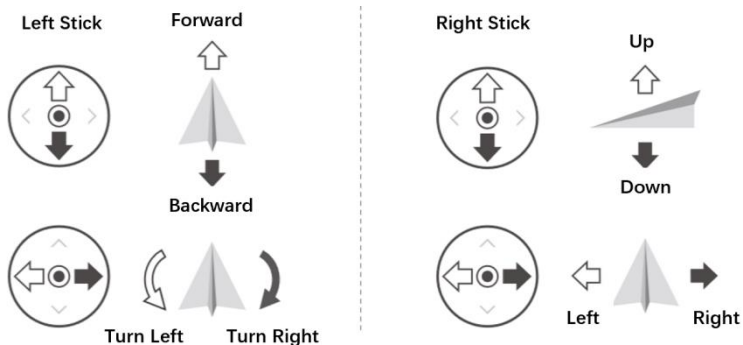 Left Stick
Forward
Backward
Turn Left
Turn Right
Right Stick
Up
Down
Left
Right